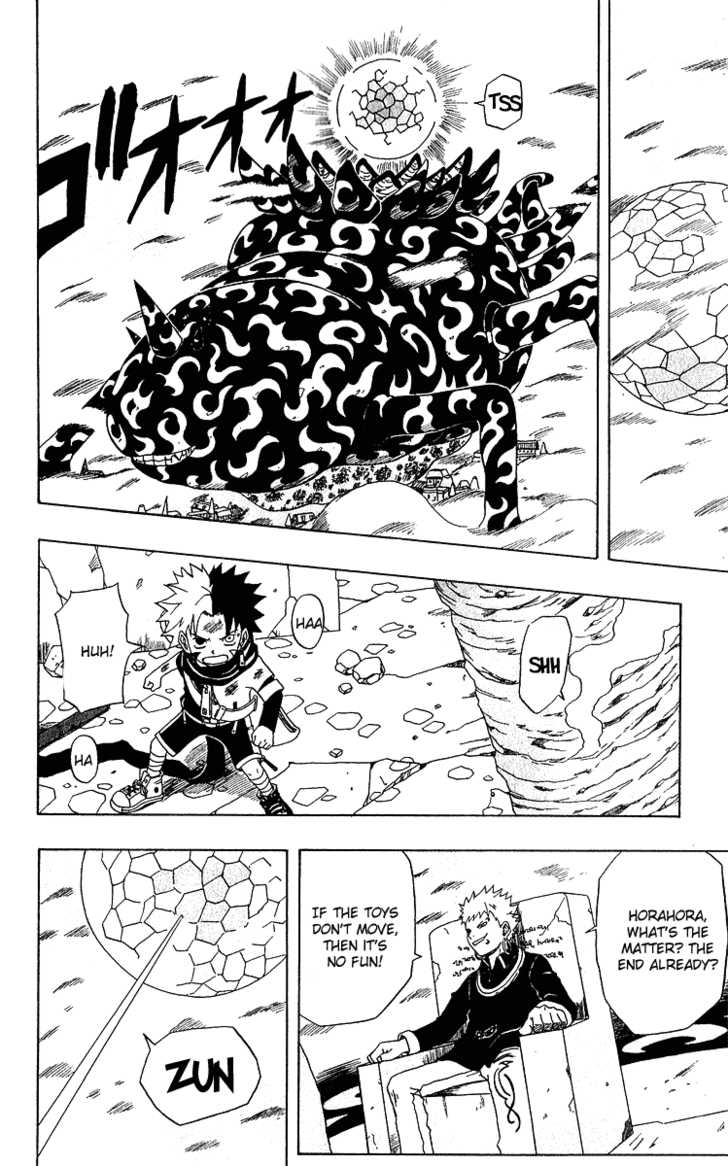 TSS
ゴオオオ
HUH!
HAA
HA
SHH
HORAHORA,
WHAT'S THE
MATTER? THE
END ALREADY?
IF THE TOYS
DON'T MOVE,
THEN IT'S
NO FUN!
ZUN